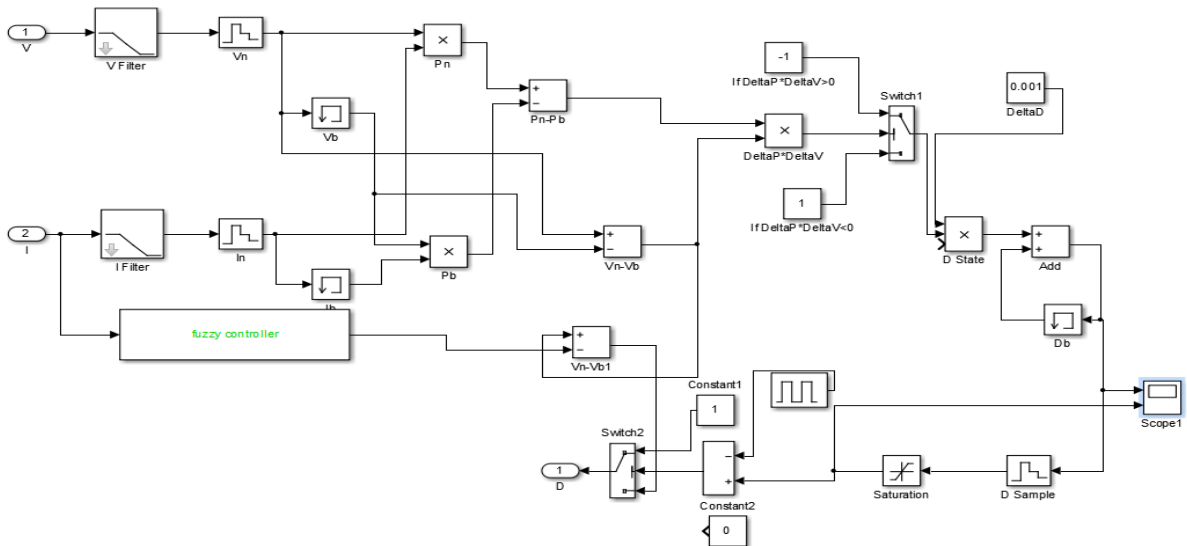 1
V
V Filter
Vn
×
Pn
+
−
Pn-Pb
Vb
-1
If DeltaP*DeltaV>0
Switch1
0.001
DeltaD
×
DeltaP*DeltaV
1
If DeltaP*DeltaV<0
2
I
I Filter
In
×
Pb
+
−
Vn-Vb
×
D State
+
+
Add
Db
fuzzy controller
+
−
Vn-Vb1
Constant1
1
Scope1
Switch2
1
D
−
+
Saturation
D Sample
Constant2
0